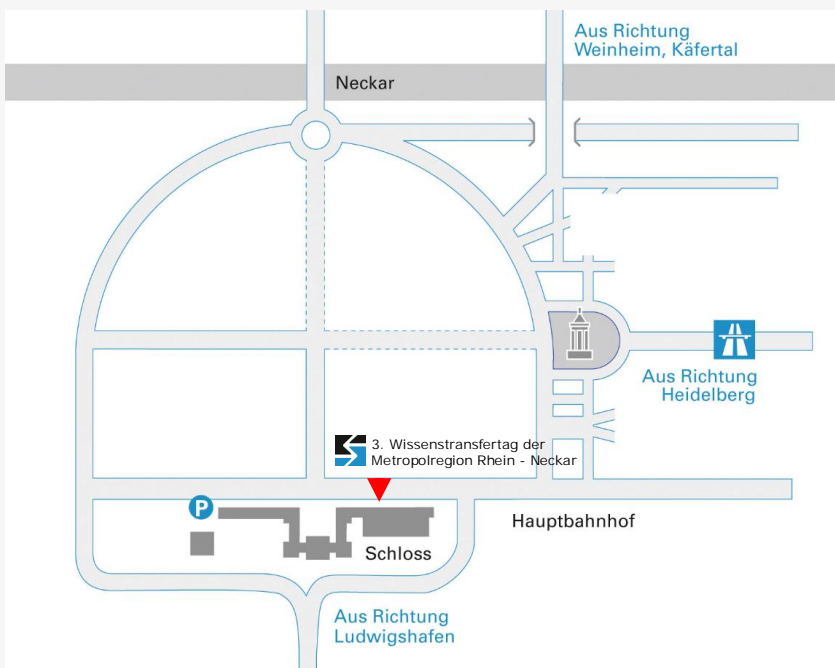 Aus Richtung
Weinheim, Käfertal
Neckar
Aus Richtung
Heidelberg
3. Wissenstransfertag der
Metropolregion Rhein - Neckar
P
Hauptbahnhof
Schloss
Aus Richtung
Ludwigshafen